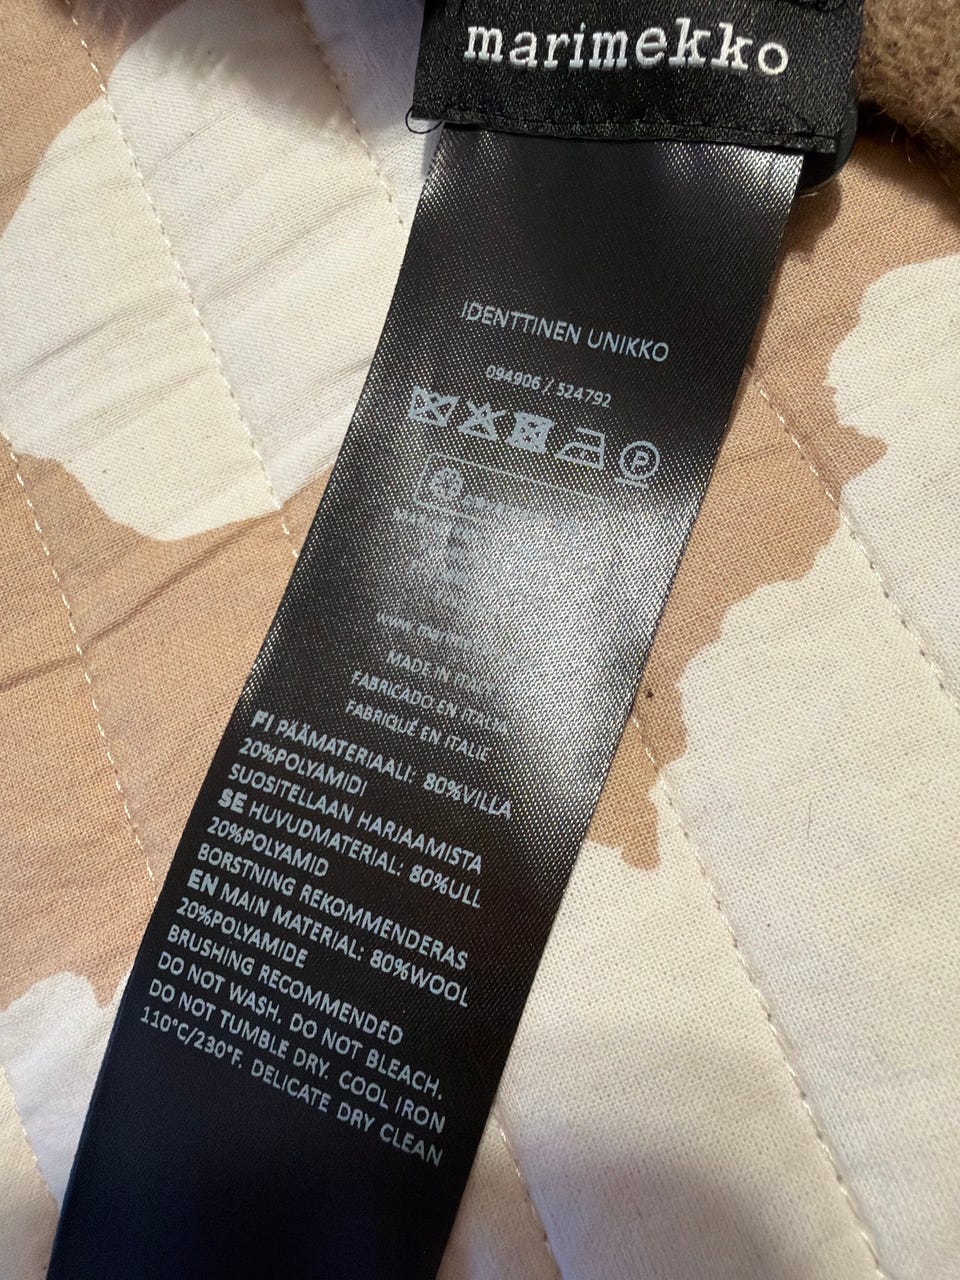 marimekko
IDENTTINEN UNIKKO
094906 / 524792
P
MADE IN ITALY
FABRICADO EN ITALIA
FABRIQUÉ EN ITALIE
FI PÄÄMATERIAALI: 80%VILLA
20%POLYAMIDI
SUOSITELLAAN HARJAAMISTA
SE HUVUDMATERIAL: 80%ULL
20%POLYAMID
BORSTNING REKOMMENDERAS
EN MAIN MATERIAL: 80%WOOL
20%POLYAMIDE
BRUSHING RECOMMENDED
DO NOT WASH. DO NOT BLEACH.
DO NOT TUMBLE DRY. COOL IRON
110°C/230°F. DELICATE DRY CLEAN